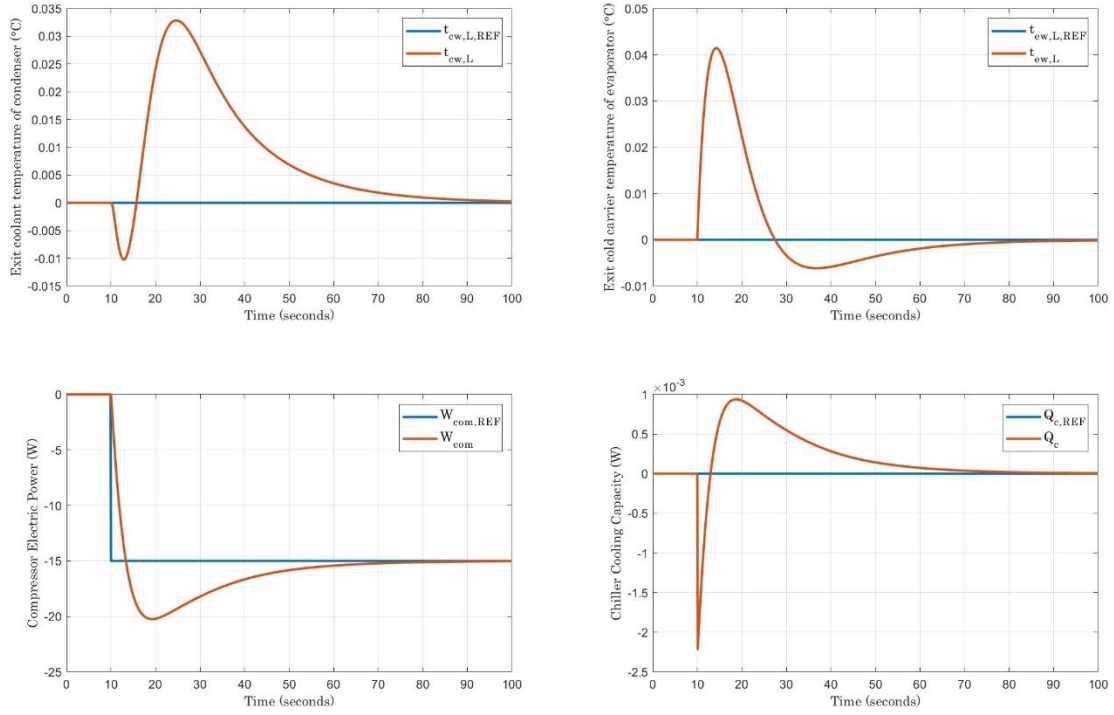 Exit coolant temperature of condenser (°C)
0.035
0.03
0.025
0.02
0.015
0.01
0.005
0
-0.005
-0.01
-0.015
t_cw,L,REF
t_cw,L
0 10 20 30 40 50 60 70 80 90 100
Time (seconds)
Exit cold carrier temperature of evaporator (°C)
0.05
0.04
0.03
0.02
0.01
0
-0.01
t_ew,L,REF
t_ew,L
0 10 20 30 40 50 60 70 80 90 100
Time (seconds)
Compressor Electric Power (W)
0
-5
-10
-15
-20
-25
W_com,REF
W_com
0 10 20 30 40 50 60 70 80 90 100
Time (seconds)
Chiller Cooling Capacity (W)
×10^-3
1
0.5
0
-0.5
-1
-1.5
-2
-2.5
Q_c,REF
Q_c
0 10 20 30 40 50 60 70 80 90 100
Time (seconds)